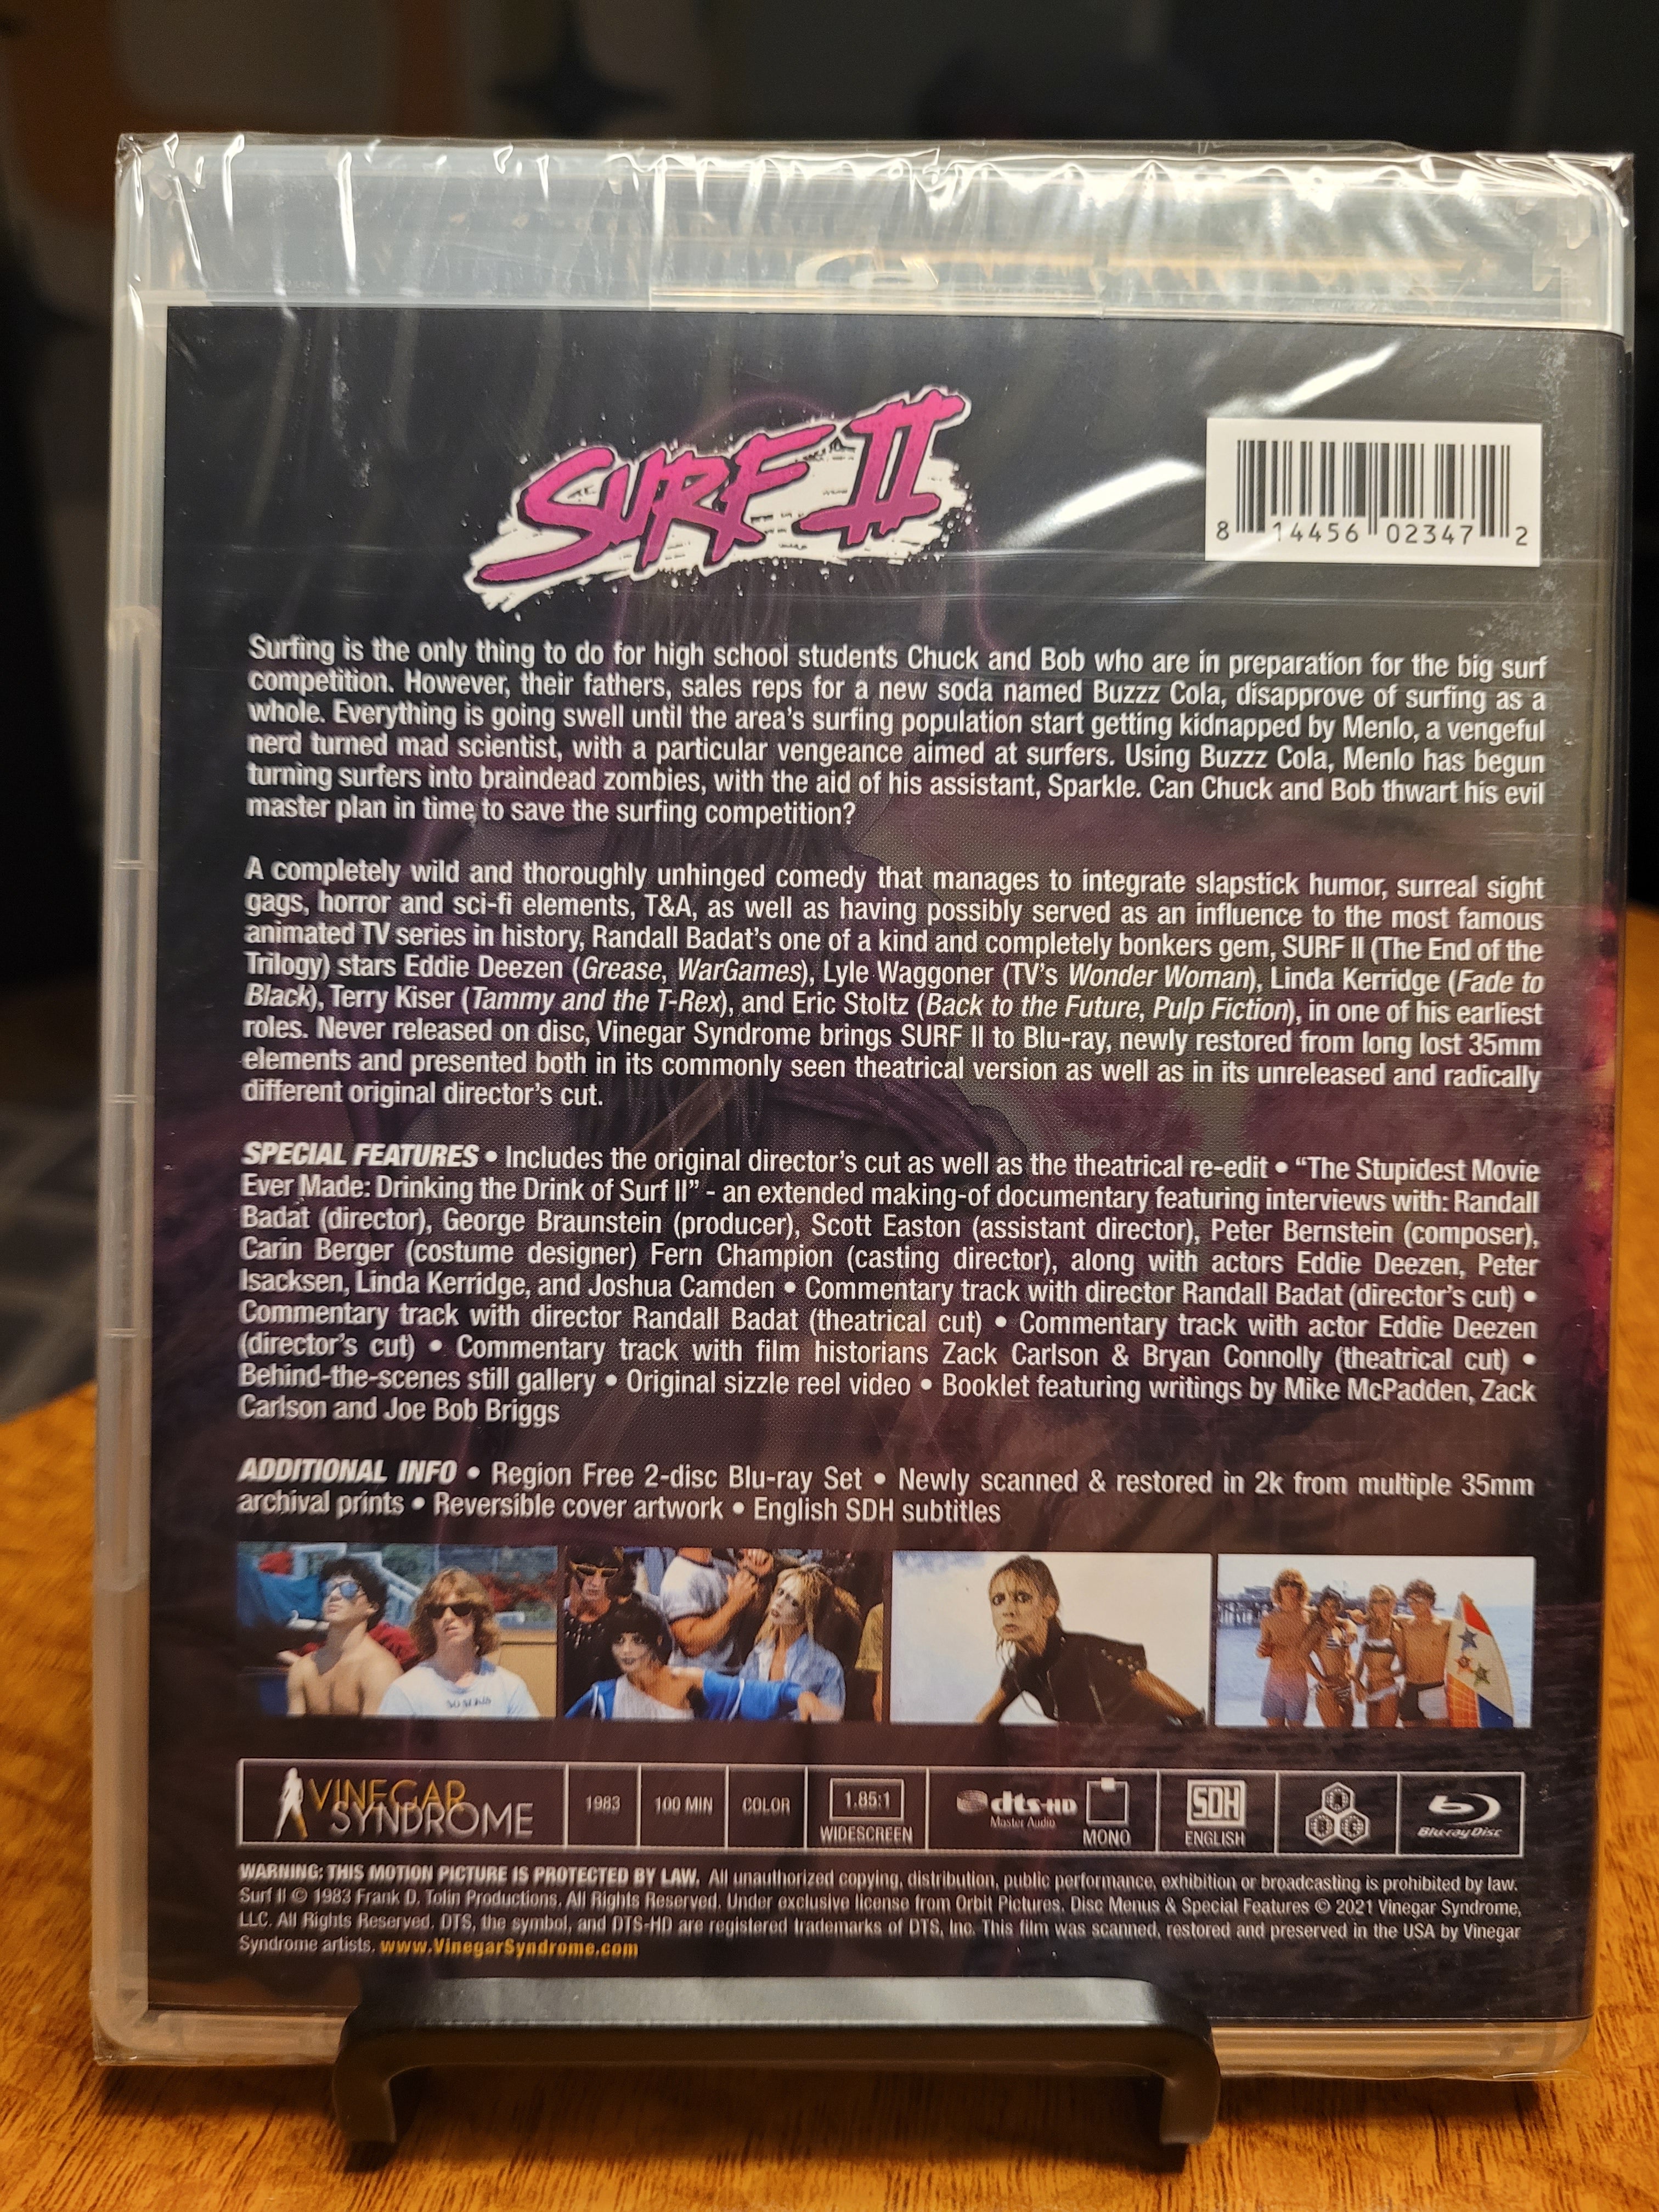 SURF II
8 14456 02347 2
Surfing is the only thing to do for high school students Chuck and Bob who are in preparation for the big surf
competition. However, their fathers, sales reps for a new soda named Buzzz Cola, disapprove of surfing as a
whole. Everything is going swell until the area's surfing population start getting kidnapped by Menlo, a vengeful
nerd turned mad scientist, with a particular vengeance aimed at surfers. Using Buzzz Cola, Menlo has begun
turning surfers into braindead zombies, with the aid of his assistant, Sparkle. Can Chuck and Bob thwart his evil
master plan in time to save the surfing competition?
A completely wild and thoroughly unhinged comedy that manages to integrate slapstick humor, surreal sight
gags, horror and sci-fi elements, T&A, as well as having possibly served as an influence to the most famous
animated TV series in history, Randall Badat's one of a kind and completely bonkers gem, SURF II (The End of the
Trilogy) stars Eddie Deezen (Grease, WarGames), Lyle Waggoner (TV's Wonder Woman), Linda Kerridge (Fade to
Black), Terry Kiser (Tammy and the T-Rex), and Eric Stoltz (Back to the Future, Pulp Fiction), in one of his earliest
roles. Never released on disc, Vinegar Syndrome brings SURF II to Blu-ray, newly restored from long lost 35mm
elements and presented both in its commonly seen theatrical version as well as in its unreleased and radically
different original director's cut.
SPECIAL FEATURES • Includes the original director's cut as well as the theatrical re-edit • "The Stupidest Movie
Ever Made: Drinking the Drink of Surf II" - an extended making-of documentary featuring interviews with: Randall
Badat (director), George Braunstein (producer), Scott Easton (assistant director), Peter Bernstein (composer),
Carin Berger (costume designer) Fern Champion (casting director), along with actors Eddie Deezen, Peter
Isacksen, Linda Kerridge, and Joshua Camden • Commentary track with director Randall Badat (director's cut) •
Commentary track with director Randall Badat (theatrical cut) • Commentary track with actor Eddie Deezen
(director's cut) • Commentary track with film historians Zack Carlson & Bryan Connolly (theatrical cut) •
Behind-the-scenes still gallery • Original sizzle reel video • Booklet featuring writings by Mike McPadden, Zack
Carlson and Joe Bob Briggs
ADDITIONAL INFO • Region Free 2-disc Blu-ray Set • Newly scanned & restored in 2k from multiple 35mm
archival prints • Reversible cover artwork • English SDH subtitles
VINEGAR SYNDROME 1983 100 MIN COLOR 1.85:1 WIDESCREEN dts-HD Master Audio MONO SDH ENGLISH Blu-ray Disc
WARNING: THIS MOTION PICTURE IS PROTECTED BY LAW. All unauthorized copying, distribution, public performance, exhibition or broadcasting is prohibited by law.
Surf II © 1983 Frank D. Tolin Productions. All Rights Reserved. Under exclusive license from Orbit Pictures. Disc Menus & Special Features © 2021 Vinegar Syndrome,
LLC. All Rights Reserved. DTS, the symbol, and DTS-HD are registered trademarks of DTS, Inc. This film was scanned, restored and preserved in the USA by Vinegar
Syndrome artists. www.VinegarSyndrome.com